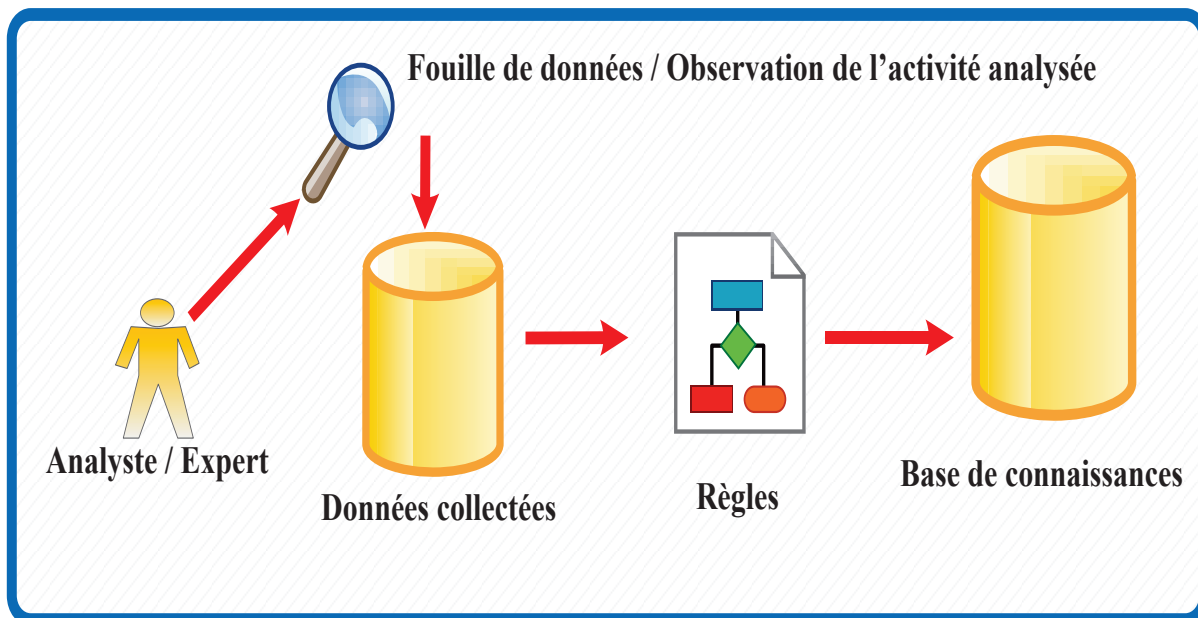 Fouille de données / Observation de l’activité analysée
Analyste / Expert
Données collectées
Règles
Base de connaissances